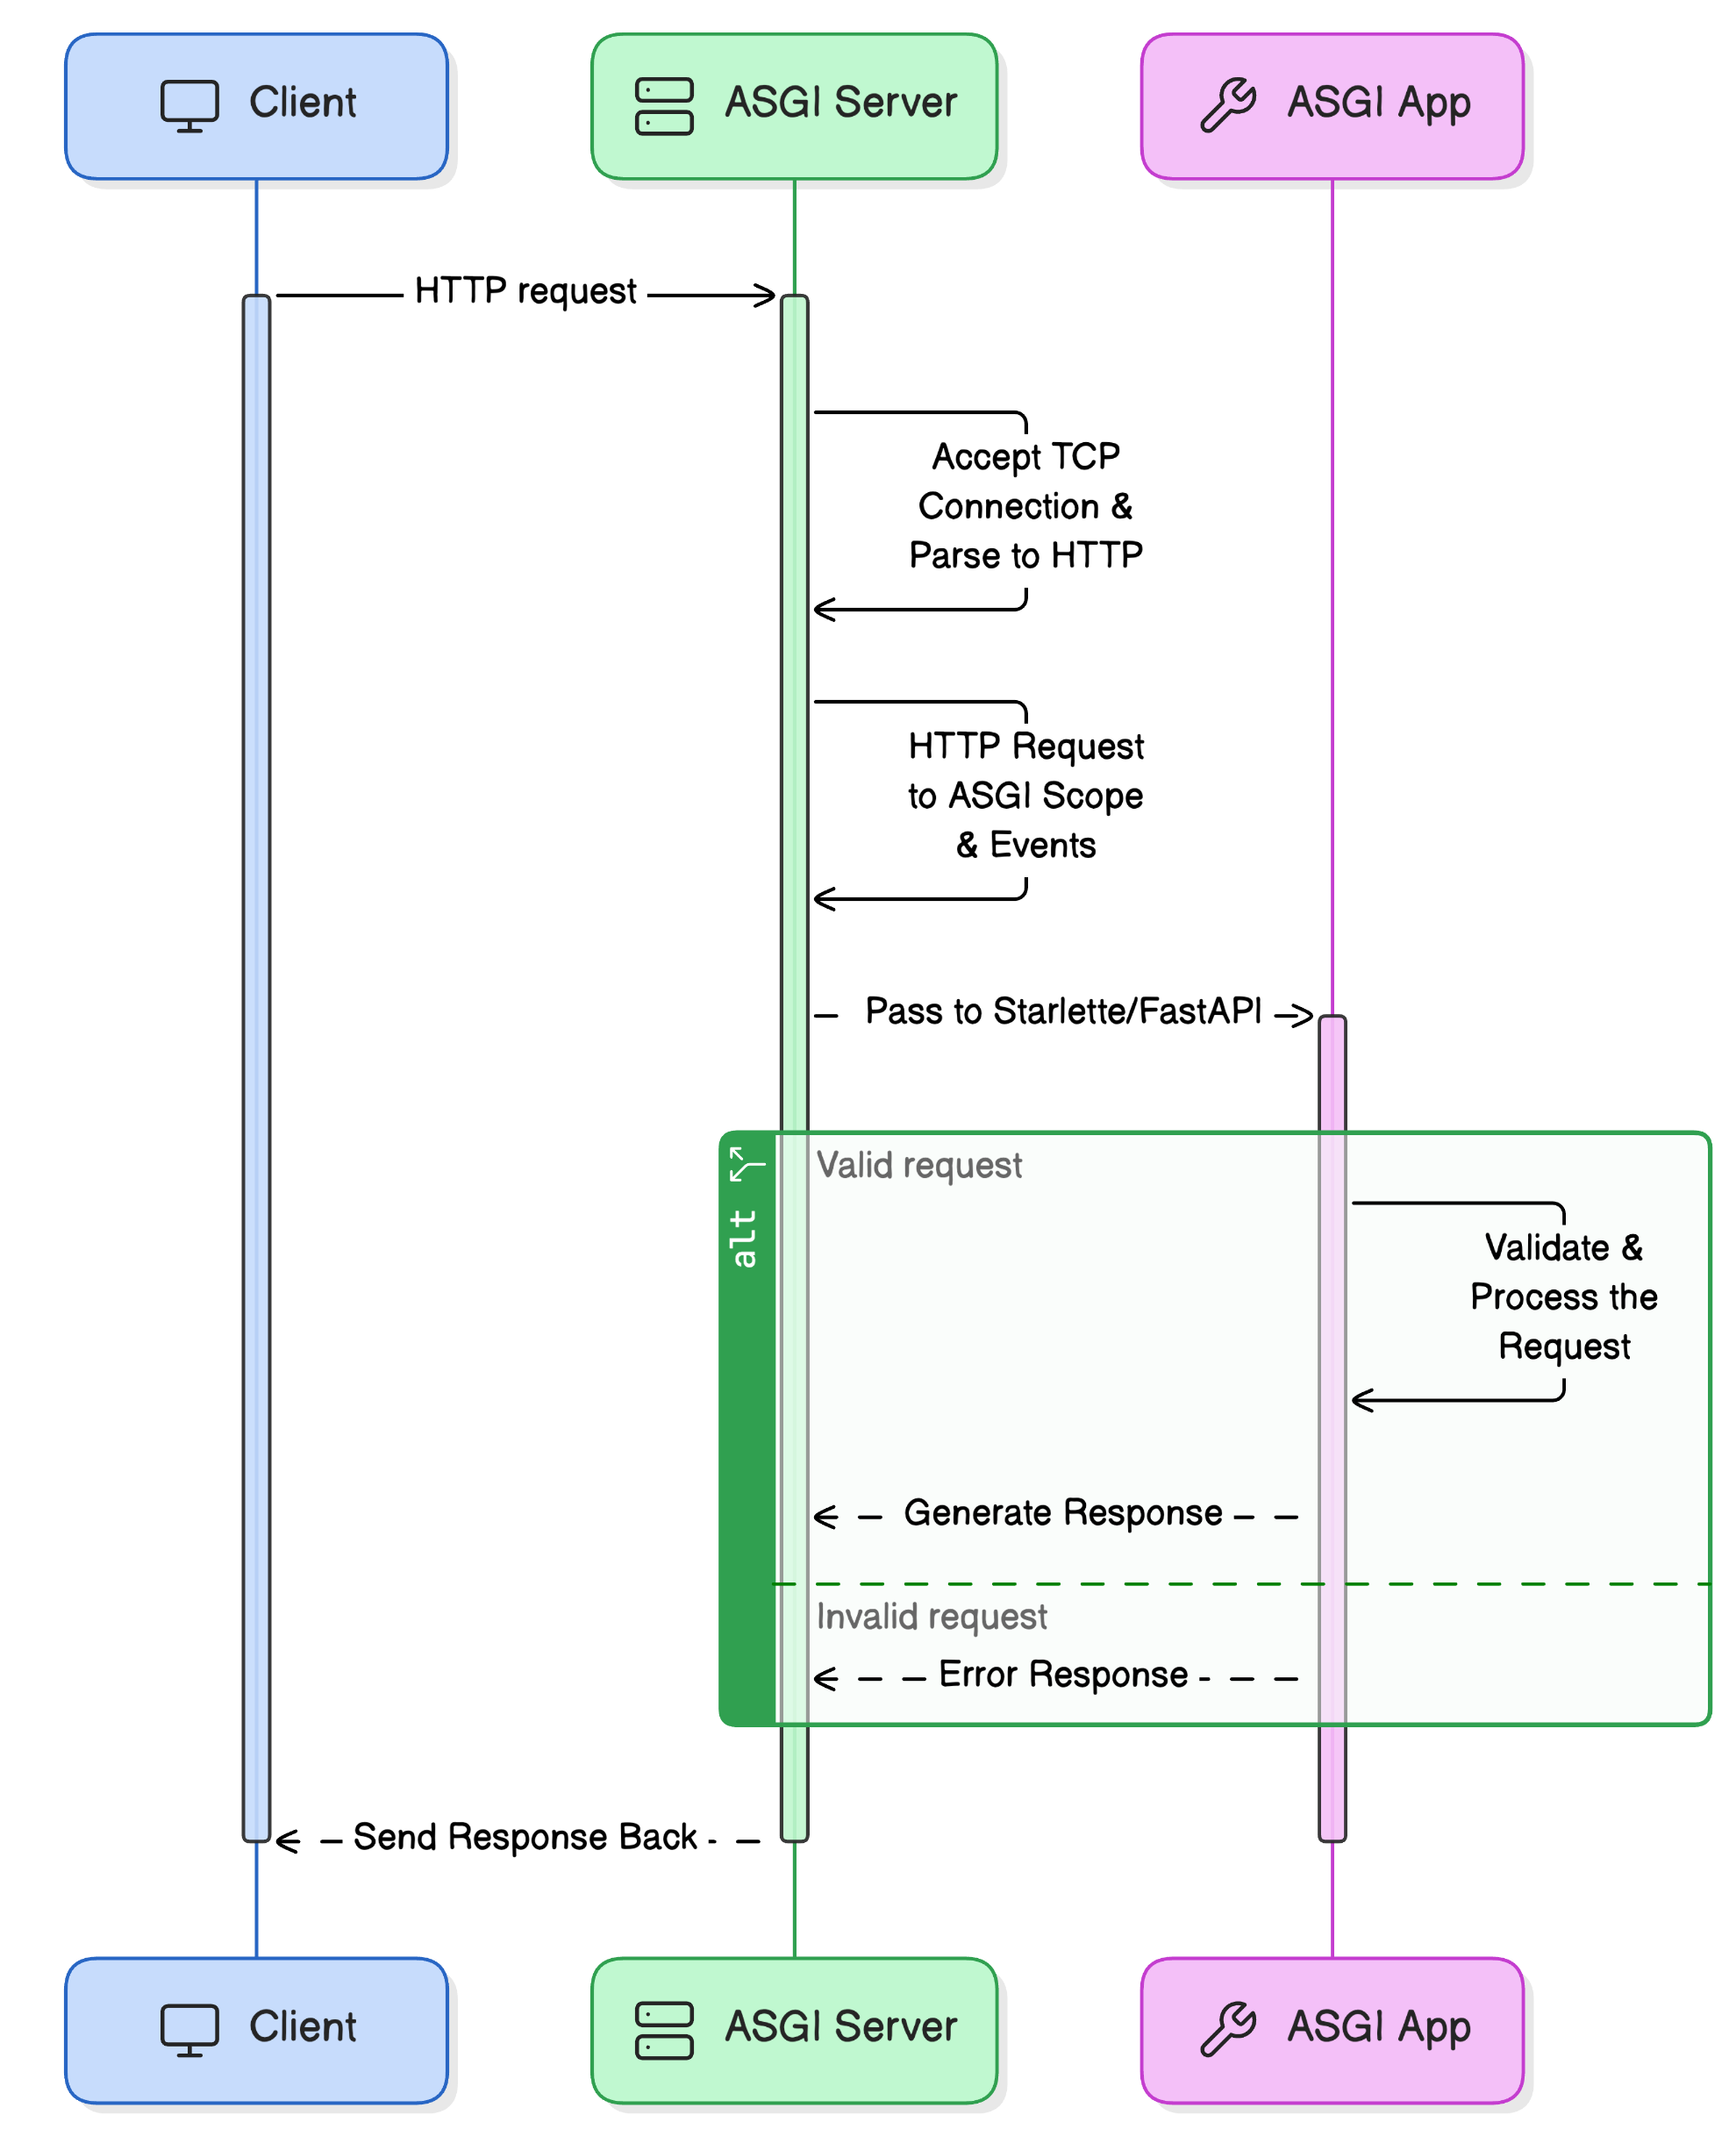 Client
ASGI Server
ASGI App
HTTP request
Accept TCP
Connection &
Parse to HTTP
HTTP Request
to ASGI Scope
& Events
Pass to Starlette/FastAPI
alt
Valid request
Validate &
Process the
Request
Generate Response
Invalid request
Error Response
Send Response Back
Client
ASGI Server
ASGI App